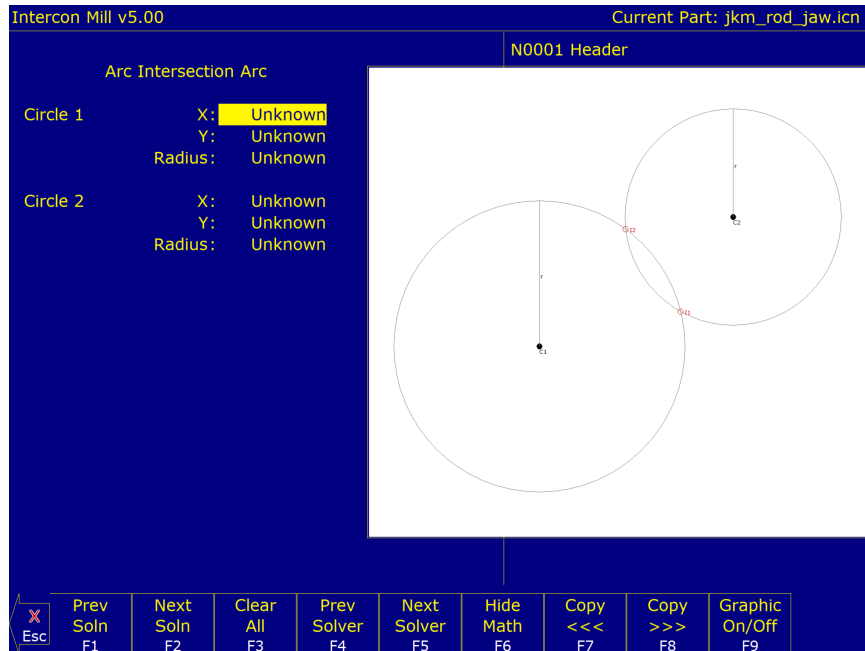 Intercon Mill v5.00 Current Part: jkm_rod_jaw.icn
N0001 Header
Arc Intersection Arc
Circle 1 X: Unknown
Y: Unknown
Radius: Unknown
Circle 2 X: Unknown
Y: Unknown
Radius: Unknown
r
C2
I2
r
I1
C1
X Esc
Prev Soln F1
Next Soln F2
Clear All F3
Prev Solver F4
Next Solver F5
Hide Math F6
Copy <<< F7
Copy >>> F8
Graphic On/Off F9